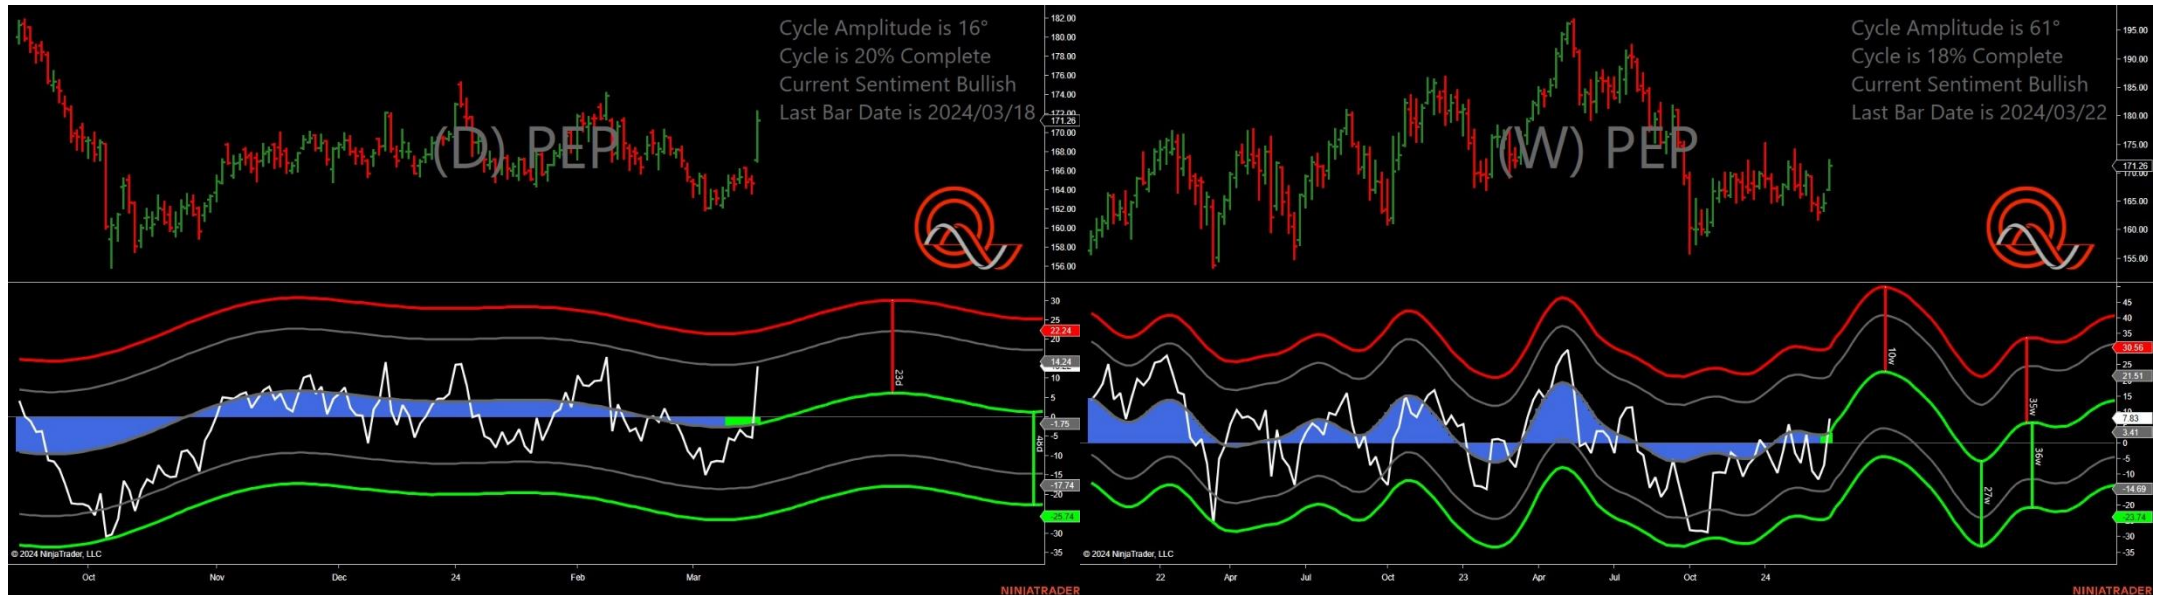 Cycle Amplitude is 16°
Cycle is 20% Complete
Current Sentiment Bullish
Last Bar Date is 2024/03/18
(D) PEP
182.00
180.00
178.00
176.00
174.00
172.00
171.26
170.00
168.00
166.00
164.00
162.00
160.00
158.00
156.00
30
25
22.24
20
14.24
10
5
0
-1.75
-5
-10
-15
-17.74
-20
-25.74
-30
-35
23d
48d
© 2024 NinjaTrader, LLC
Oct Nov Dec 24 Feb Mar
NINJATRADER
Cycle Amplitude is 61°
Cycle is 18% Complete
Current Sentiment Bullish
Last Bar Date is 2024/03/22
(W) PEP
195.00
190.00
185.00
180.00
175.00
171.26
170.00
165.00
160.00
155.00
45
40
35
30.56
25
21.51
15
10
7.83
3.41
0
-5
-10
-14.69
-20
-23.74
-30
-35
10w
35w
27w
36w
© 2024 NinjaTrader, LLC
22 Apr Jul Oct 23 Apr Jul Oct 24
NINJATRADER